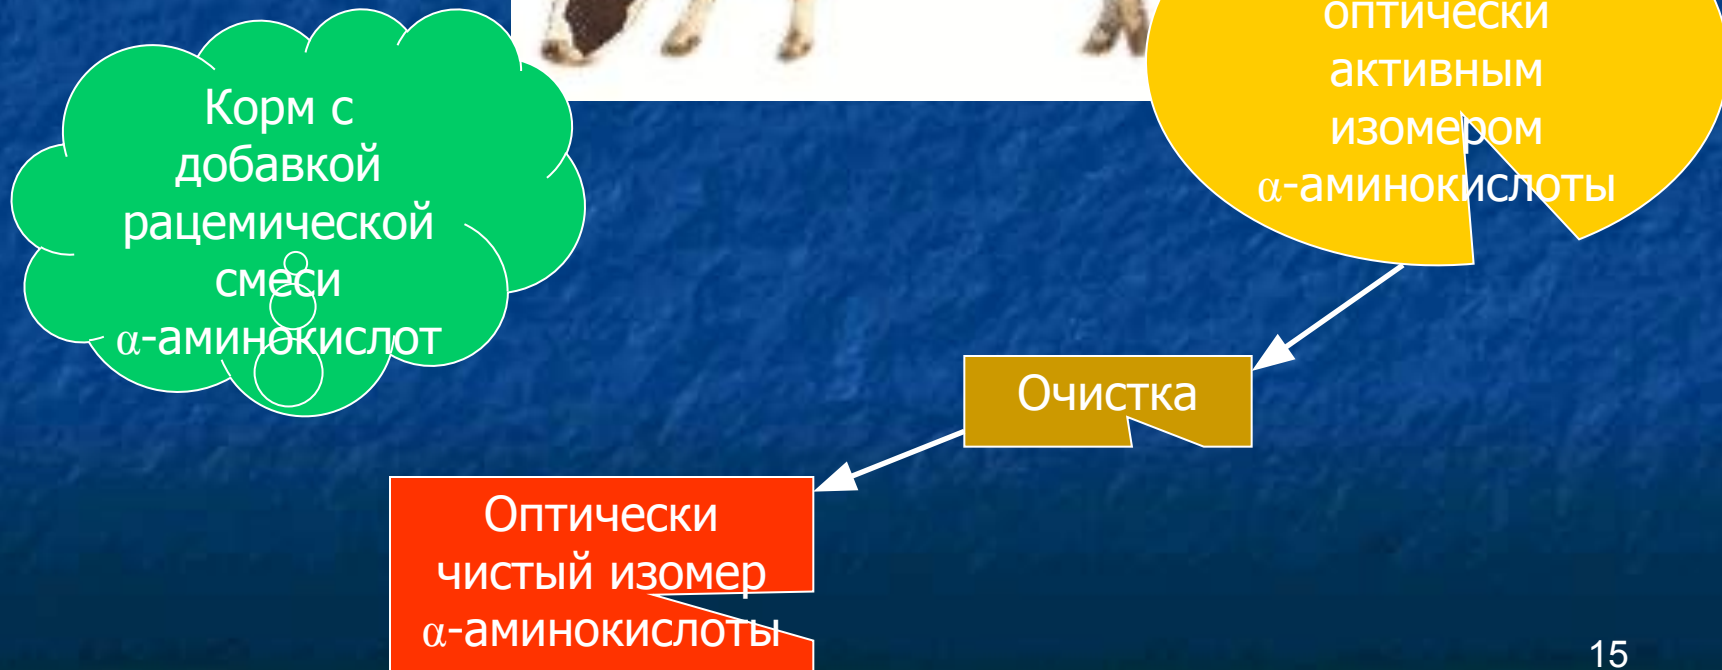 оптически
активным
изомером
α-аминокислоты
Корм с
добавкой
рацемической
смеси
α-аминокислот
Очистка
Оптически
чистый изомер
α-аминокислоты
15